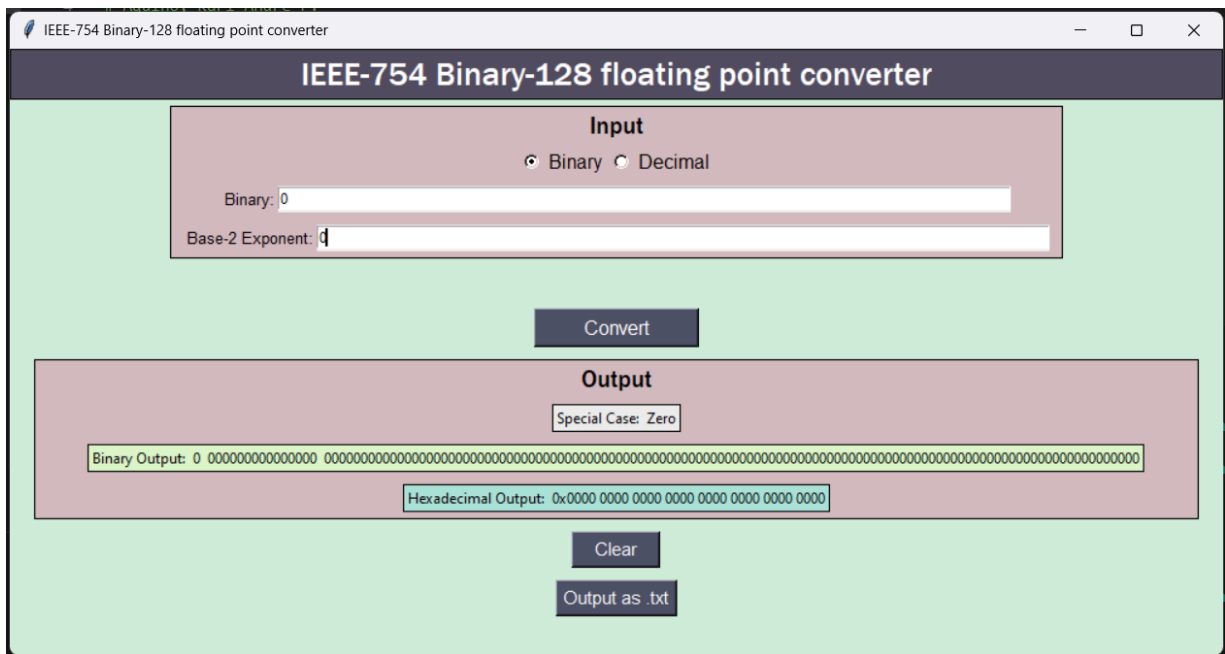 IEEE-754 Binary-128 floating point converter
IEEE-754 Binary-128 floating point converter
Input
Binary Decimal
Binary: 0
Base-2 Exponent: 0
Convert
Output
Special Case: Zero
Binary Output: 0 000000000000000 0000000000000000000000000000000000000000000000000000000000000000000000000000000000000000000000000000000000000000
Hexadecimal Output: 0x0000 0000 0000 0000 0000 0000 0000 0000
Clear
Output as .txt